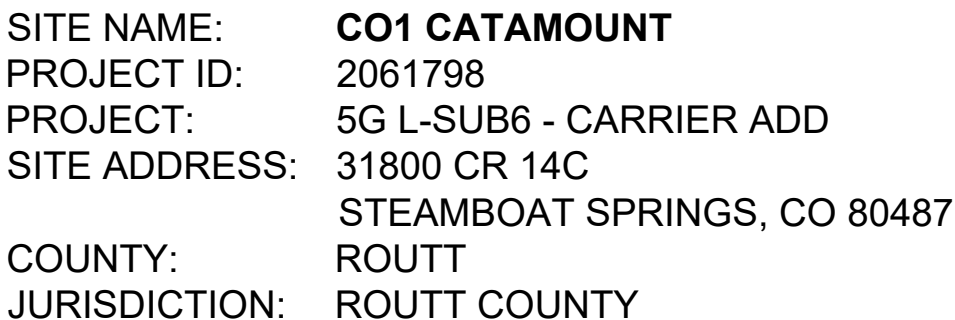 SITE NAME: CO1 CATAMOUNT
PROJECT ID: 2061798
PROJECT: 5G L-SUB6 - CARRIER ADD
SITE ADDRESS: 31800 CR 14C
STEAMBOAT SPRINGS, CO 80487
COUNTY: ROUTT
JURISDICTION: ROUTT COUNTY